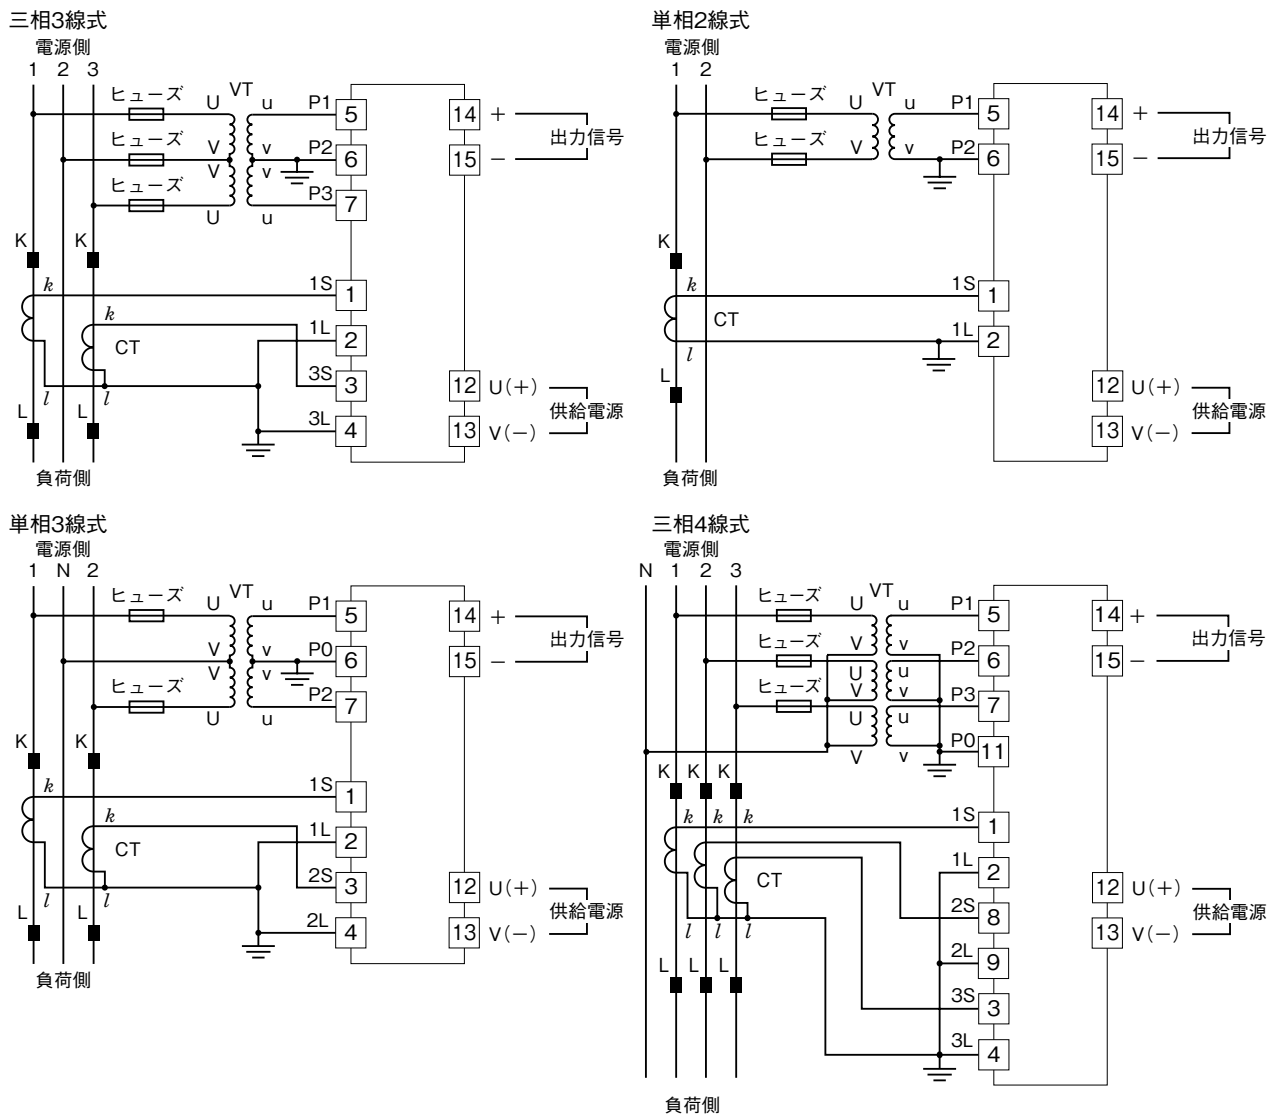 三相3線式
電源側
1 2 3
ヒューズ
U VT u P1 5
14 +
出力信号
ヒューズ
V v P2 6
15 −
V v
ヒューズ
P3 7
U u
K K
k 1S 1
k
1L 2
CT
3S 3
12 U(+)
供給電源
l l
L L
3L 4
13 V(−)
負荷側
単相2線式
電源側
1 2
ヒューズ
U VT u P1 5
14 +
出力信号
ヒューズ
V v P2 6
15 −
K
k 1S 1
CT
1L 2
l
L
12 U(+)
供給電源
13 V(−)
負荷側
単相3線式
電源側
1 N 2
ヒューズ
U VT u P1 5
14 +
出力信号
V v P0 6
15 −
V v
ヒューズ
P2 7
U u
K K
k 1S 1
k
1L 2
CT
2S 3
12 U(+)
供給電源
l l
L L
2L 4
13 V(−)
負荷側
三相4線式
電源側
N 1 2 3
ヒューズ
U VT u P1 5
14 +
出力信号
ヒューズ
V v P2 6
15 −
U u
ヒューズ
V v P3 7
U u
V v P0 11
K K K
k k k 1S 1
1L 2
CT
12 U(+)
供給電源
2S 8
l l l
13 V(−)
L L L
2L 9
3S 3
3L 4
負荷側